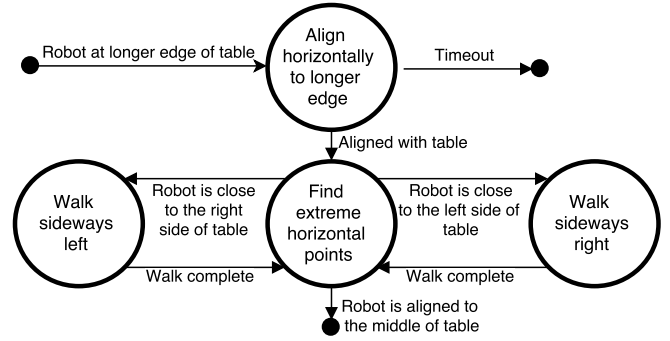 Robot at longer edge of table
Align
horizontally
to longer
edge
Timeout
Aligned with table
Walk
sideways
left
Robot is close
to the right
side of table
Find
extreme
horizontal
points
Robot is close
to the left side of
table
Walk
sideways
right
Walk complete
Walk complete
Robot is aligned to
the middle of table